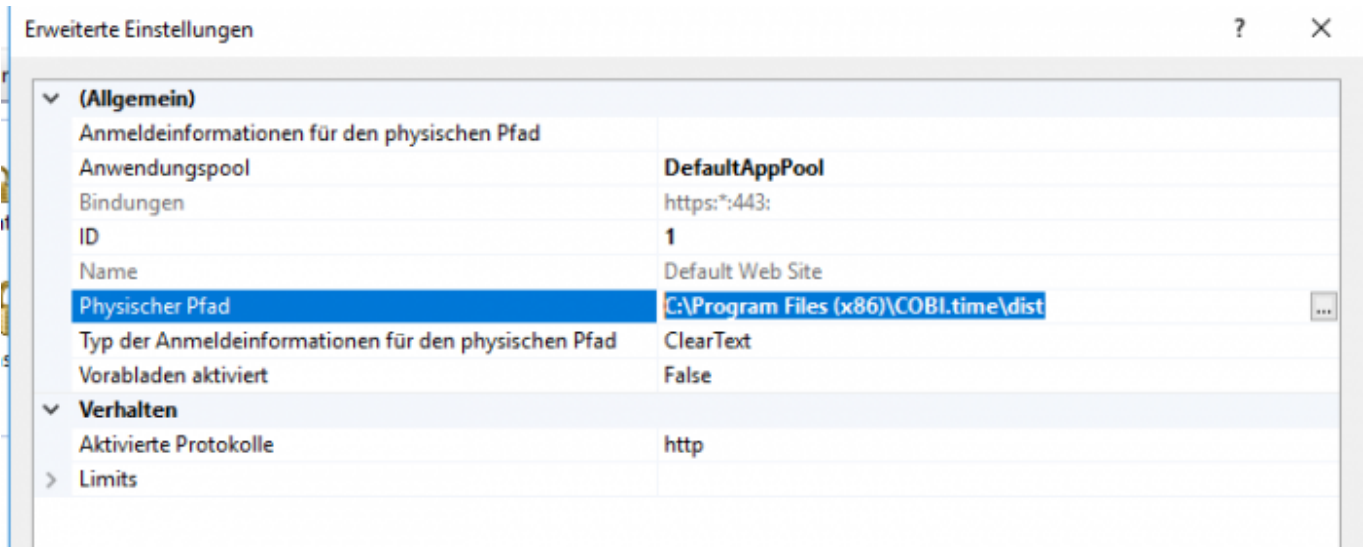 Erweiterte Einstellungen ? ×
(Allgemein)
Anmeldeinformationen für den physischen Pfad
Anwendungspool DefaultAppPool
Bindungen https:*:443:
ID 1
Name Default Web Site
Physischer Pfad C:\Program Files (x86)\COBI.time\dist ...
Typ der Anmeldeinformationen für den physischen Pfad ClearText
Vorabladen aktiviert False
Verhalten
Aktivierte Protokolle http
Limits